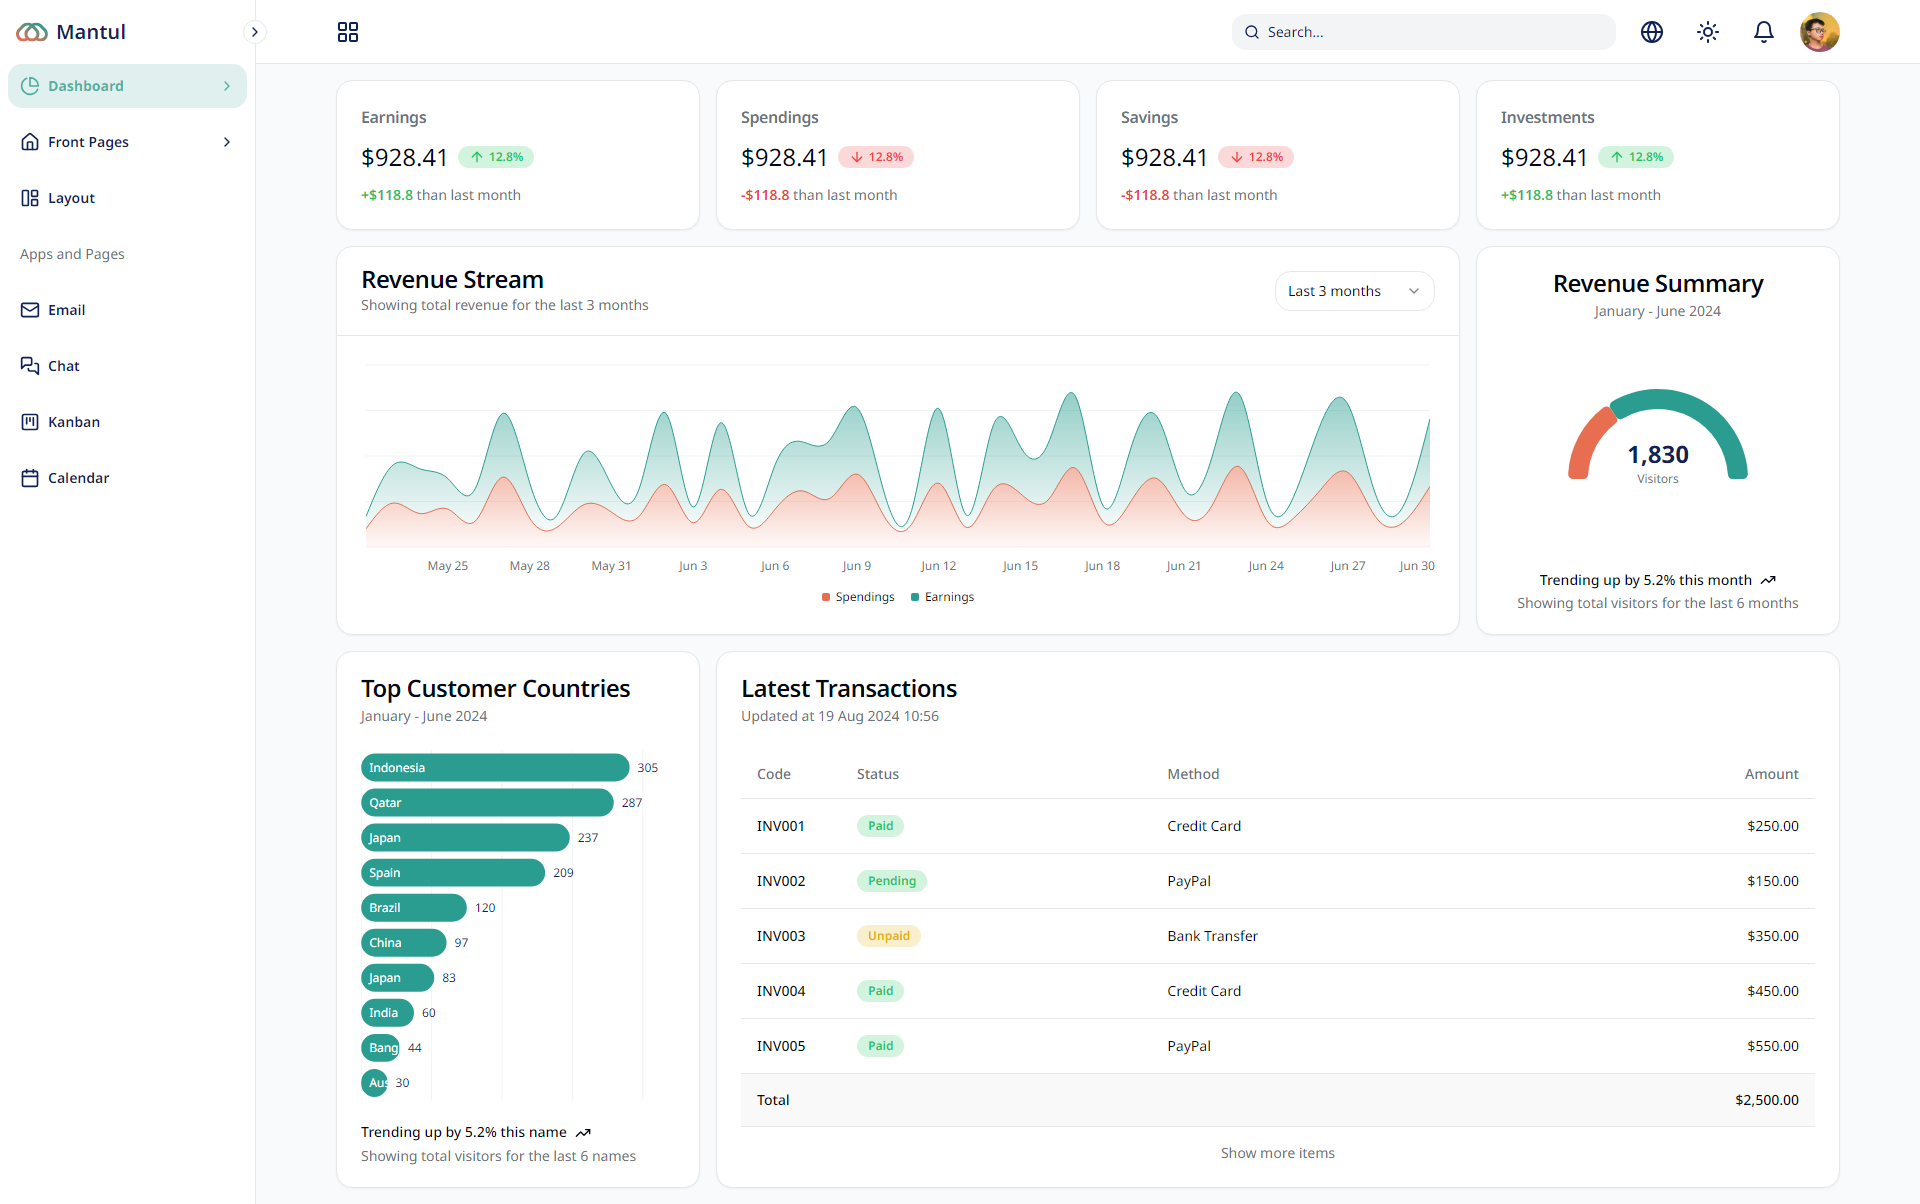 Mantul
Dashboard
Front Pages
Layout
Apps and Pages
Email
Chat
Kanban
Calendar
Search...
Earnings
$928.41 12.8%
+$118.8 than last month
Spendings
$928.41 12.8%
-$118.8 than last month
Savings
$928.41 12.8%
-$118.8 than last month
Investments
$928.41 12.8%
+$118.8 than last month
Revenue Stream
Showing total revenue for the last 3 months
Last 3 months
May 25 May 28 May 31 Jun 3 Jun 6 Jun 9 Jun 12 Jun 15 Jun 18 Jun 21 Jun 24 Jun 27 Jun 30
Spendings Earnings
Revenue Summary
January - June 2024
1,830
Visitors
Trending up by 5.2% this month
Showing total visitors for the last 6 months
Top Customer Countries
January - June 2024
Indonesia 305
Qatar 287
Japan 237
Spain 209
Brazil 120
China 97
Japan 83
India 60
Bang 44
Aus 30
Trending up by 5.2% this name
Showing total visitors for the last 6 names
Latest Transactions
Updated at 19 Aug 2024 10:56
Code Status Method Amount
INV001 Paid Credit Card $250.00
INV002 Pending PayPal $150.00
INV003 Unpaid Bank Transfer $350.00
INV004 Paid Credit Card $450.00
INV005 Paid PayPal $550.00
Total $2,500.00
Show more items